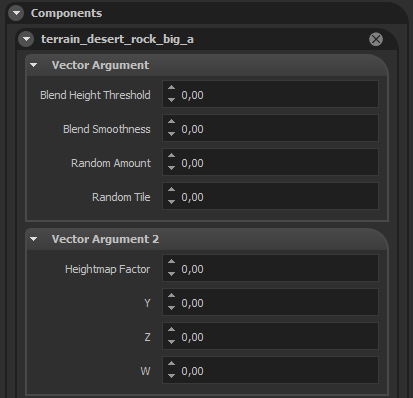 Components
terrain_desert_rock_big_a
Vector Argument
Blend Height Threshold 0,00
Blend Smoothness 0,00
Random Amount 0,00
Random Tile 0,00
Vector Argument 2
Heightmap Factor 0,00
Y 0,00
Z 0,00
W 0,00